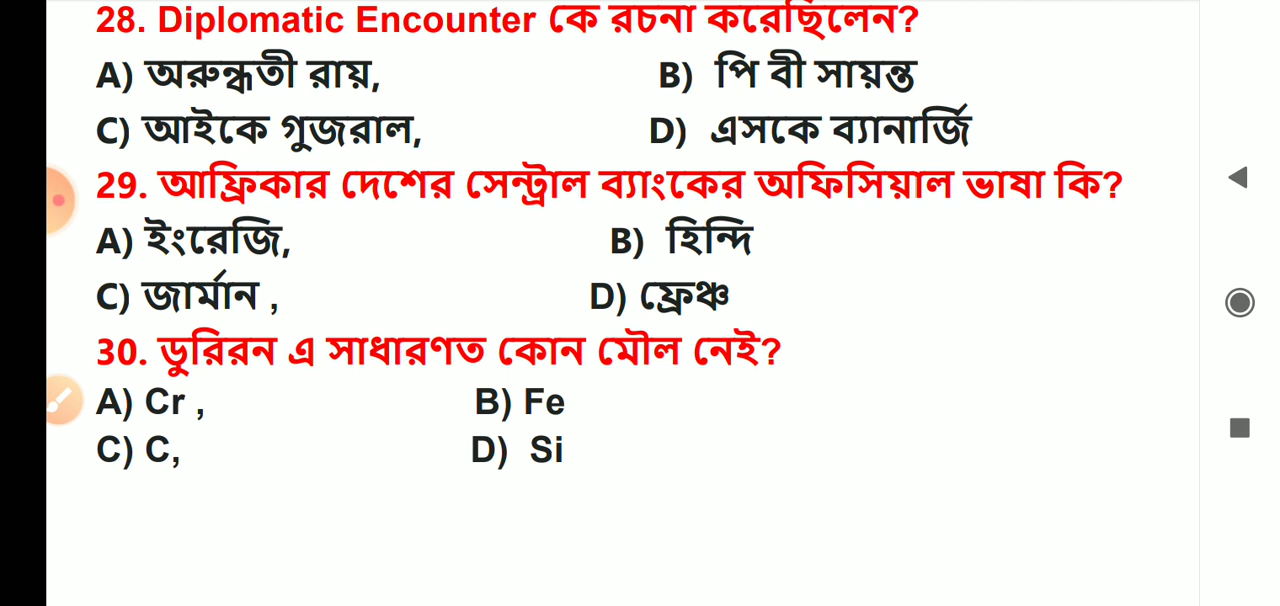 28. Diplomatic Encounter কে রচনা করেছিলেন?
A) অরুন্ধতী রায়, B) পি বী সায়ন্ত
C) আইকে গুজরাল, D) এসকে ব্যানার্জি
29. আফ্রিকার দেশের সেন্ট্রাল ব্যাংকের অফিসিয়াল ভাষা কি?
A) ইংরেজি, B) হিন্দি
C) জার্মান , D) ফ্রেঞ্চ
30. ডুরিরন এ সাধারণত কোন মৌল নেই?
A) Cr , B) Fe
C) C, D) Si